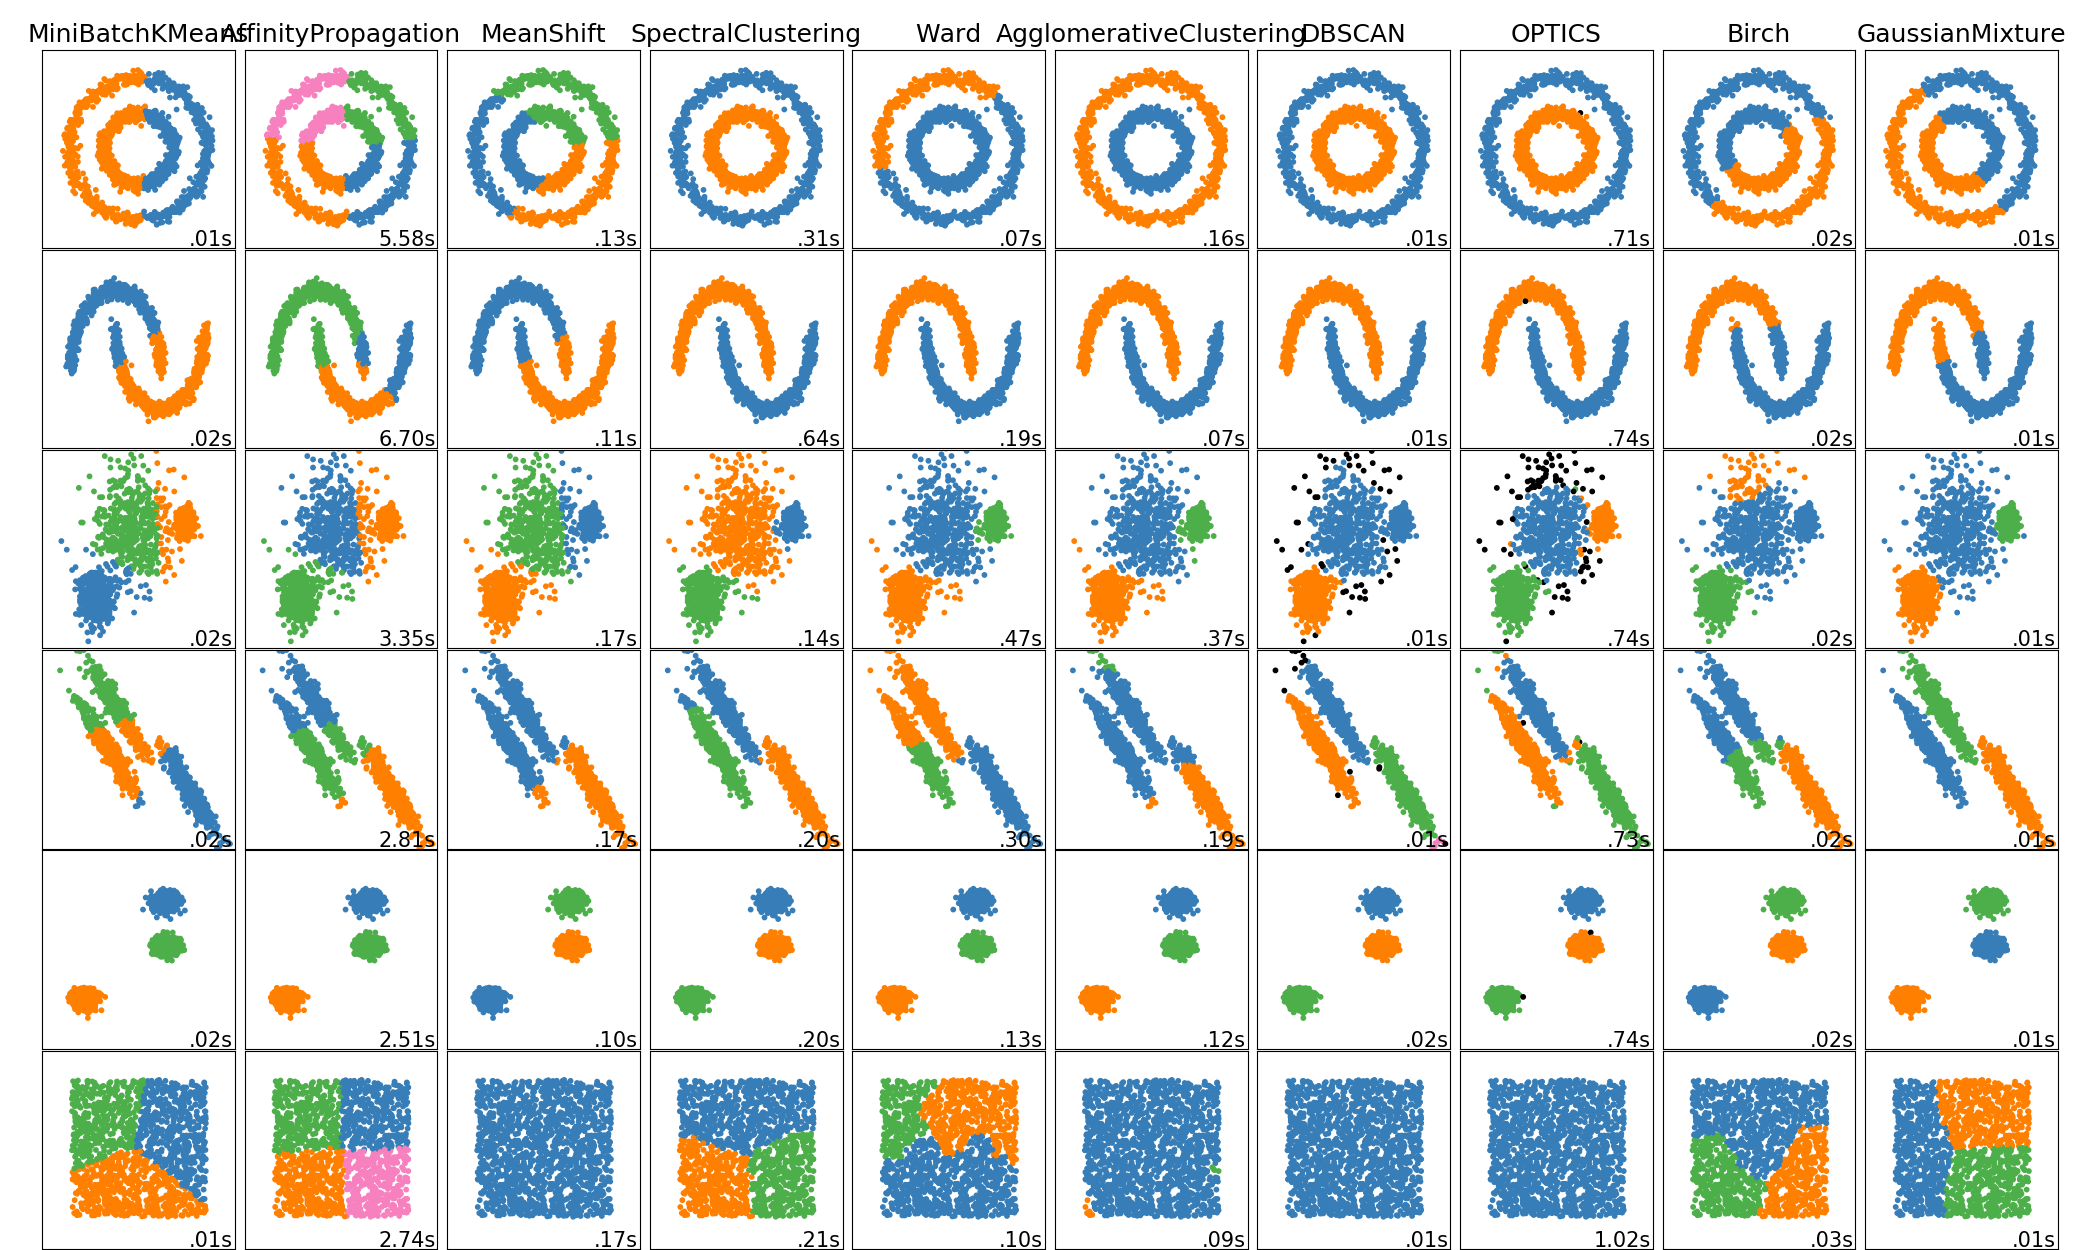 MiniBatchKMeans AffinityPropagation MeanShift SpectralClustering Ward AgglomerativeClustering DBSCAN OPTICS Birch GaussianMixture
.01s 5.58s .13s .31s .07s .16s .01s .71s .02s .01s
.02s 6.70s .11s .64s .19s .07s .01s .74s .02s .01s
.02s 3.35s .17s .14s .47s .37s .01s .74s .02s .01s
.02s 2.81s .17s .20s .30s .19s .01s .73s .02s .01s
.02s 2.51s .10s .20s .13s .12s .02s .74s .02s .01s
.01s 2.74s .17s .21s .10s .09s .01s 1.02s .03s .01s